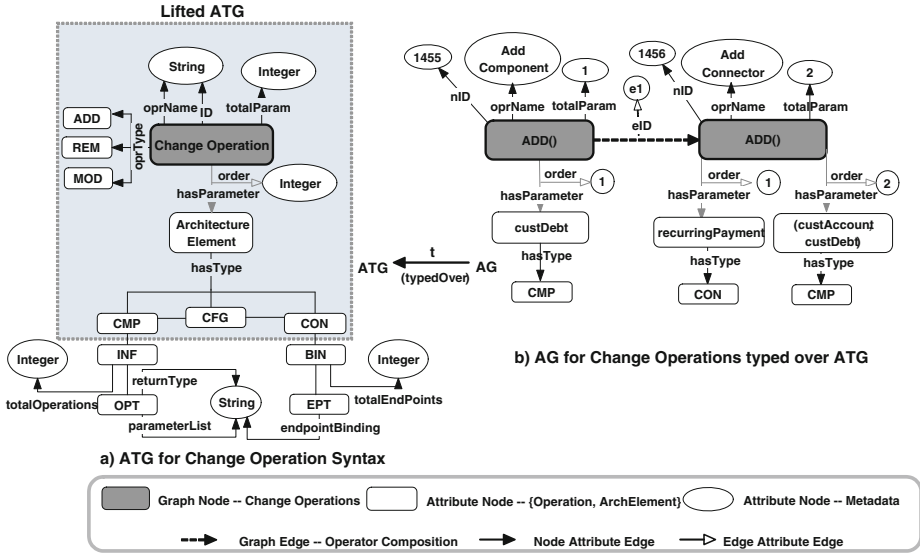 Lifted ATG
String
Integer
oprName
ID
totalParam
ADD
REM
MOD
oprType
Change Operation
order
hasParameter
Integer
Architecture
Element
hasType
CMP
CFG
CON
INF
BIN
Integer
Integer
returnType
totalOperations
OPT
String
EPT
totalEndPoints
parameterList
endpointBinding
a) ATG for Change Operation Syntax
ATG
t
(typedOver)
AG
1455
Add
Component
1
nID
oprName
totalParam
e1
eID
ADD()
order
1
hasParameter
custDebt
hasType
CMP
1456
Add
Connector
2
nID
oprName
totalParam
ADD()
order
1
hasParameter
recurringPayment
hasType
CON
order
2
hasParameter
(custAccount,
custDebt)
hasType
CMP
b) AG for Change Operations typed over ATG
Graph Node -- Change Operations
Attribute Node -- {Operation, ArchElement}
Attribute Node -- Metadata
Graph Edge -- Operator Composition
Node Attribute Edge
Edge Attribute Edge